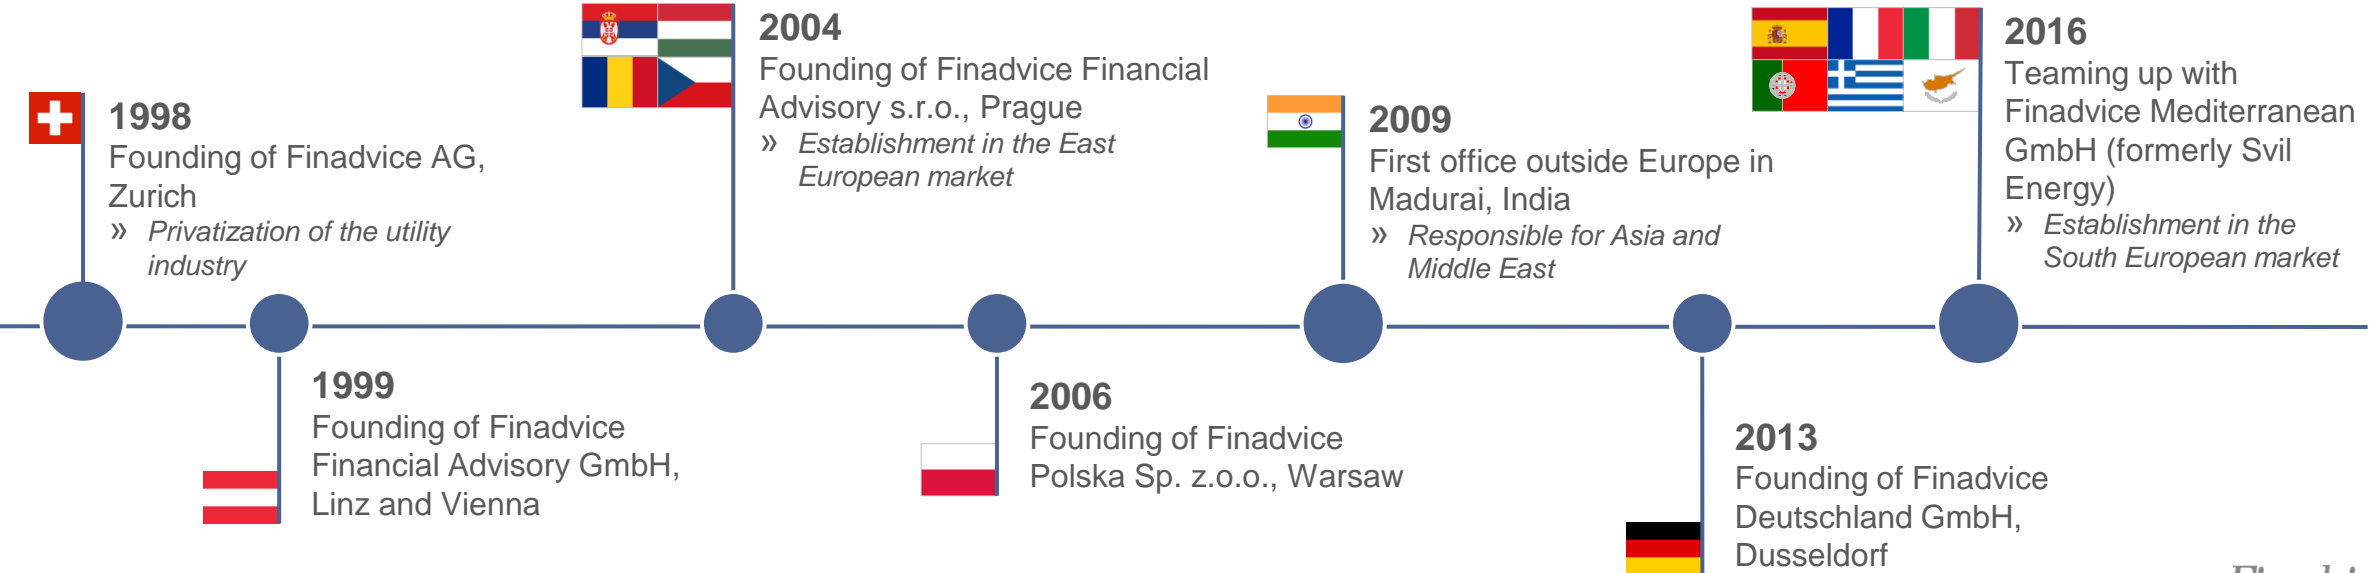 1998
Founding of Finadvice AG,
Zurich
» Privatization of the utility
industry
1999
Founding of Finadvice
Financial Advisory GmbH,
Linz and Vienna
2004
Founding of Finadvice Financial
Advisory s.r.o., Prague
» Establishment in the East
European market
2006
Founding of Finadvice
Polska Sp. z.o.o., Warsaw
2009
First office outside Europe in
Madurai, India
» Responsible for Asia and
Middle East
2013
Founding of Finadvice
Deutschland GmbH,
Dusseldorf
2016
Teaming up with
Finadvice Mediterranean
GmbH (formerly Svil
Energy)
» Establishment in the
South European market